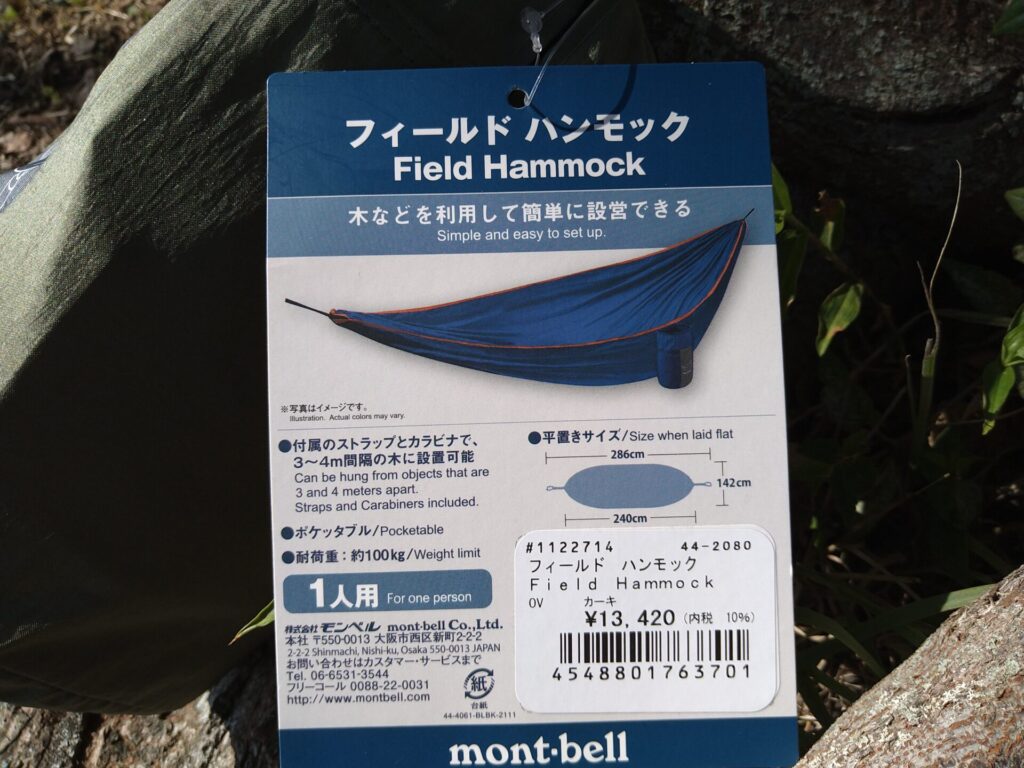 フィールド ハンモック
Field Hammock
木などを利用して簡単に設営できる
Simple and easy to set up.
※写真はイメージです。
Illustration. Actual colors may vary.
●付属のストラップとカラビナで、
3〜4m間隔の木に設置可能
Can be hung from objects that are
3 and 4 meters apart.
Straps and Carabiners included.
●ポケッタブル/Pocketable
●耐荷重：約100kg/Weight limit
1人用 For one person
●平置きサイズ/Size when laid flat
286cm
142cm
240cm
#1122714 44-2080
フィールド ハンモック
Field Hammock
OV カーキ
¥13,420 (内税 10%)
4548801763701
株式会社 モンベル mont-bell Co., Ltd.
本社 〒550-0013 大阪市西区新町2-2-2
2-2-2 Shinmachi, Nishi-ku, Osaka 550-0013 JAPAN
お問い合わせはカスタマー・サービスまで
Tel. 06-6531-3544
フリーコール 0088-22-0031
http://www.montbell.com
紙
台紙
44-4061-BLBK-2111
mont-bell